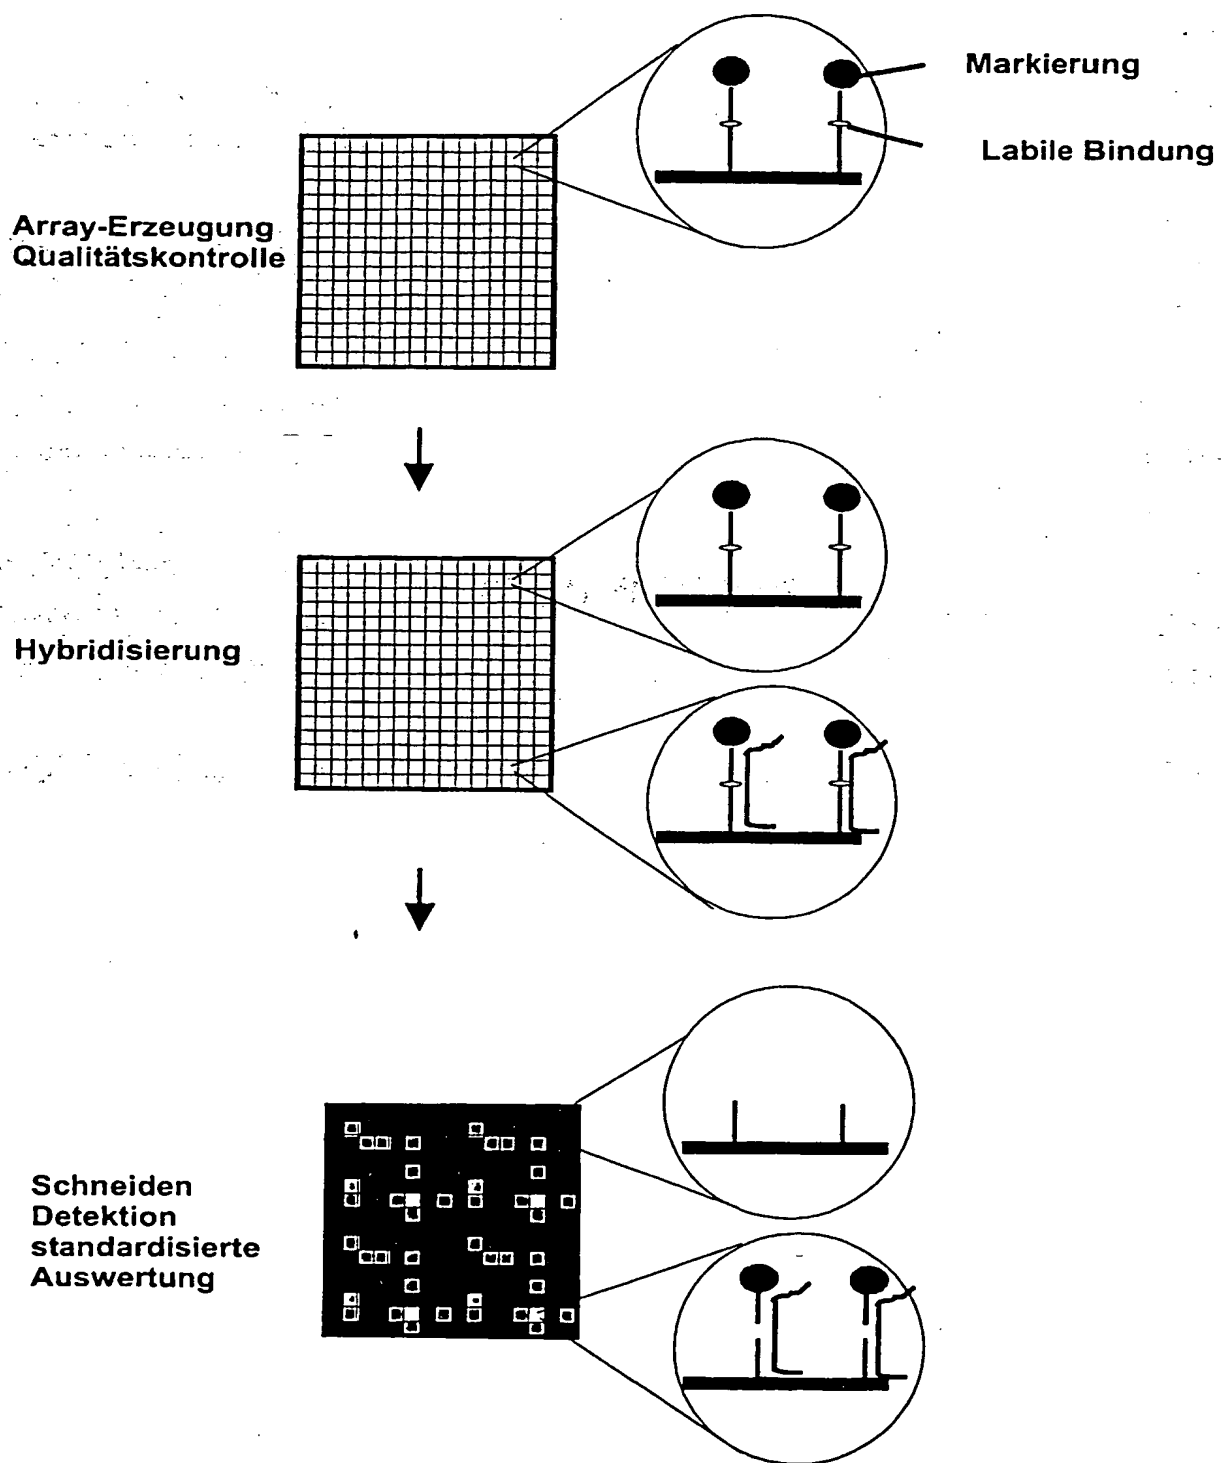 Markierung
Labile Bindung
Array-Erzeugung
Qualitätskontrolle
Hybridisierung
Schneiden
Detektion
standardisierte
Auswertung